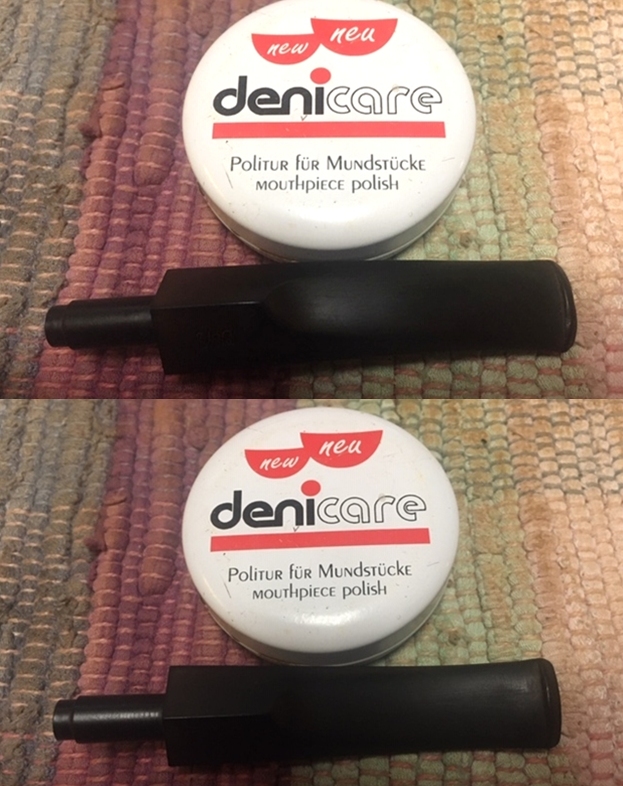 new neu
denicare
Politur für Mundstücke
mouthpiece polish
new neu
denicare
Politur für Mundstücke
mouthpiece polish